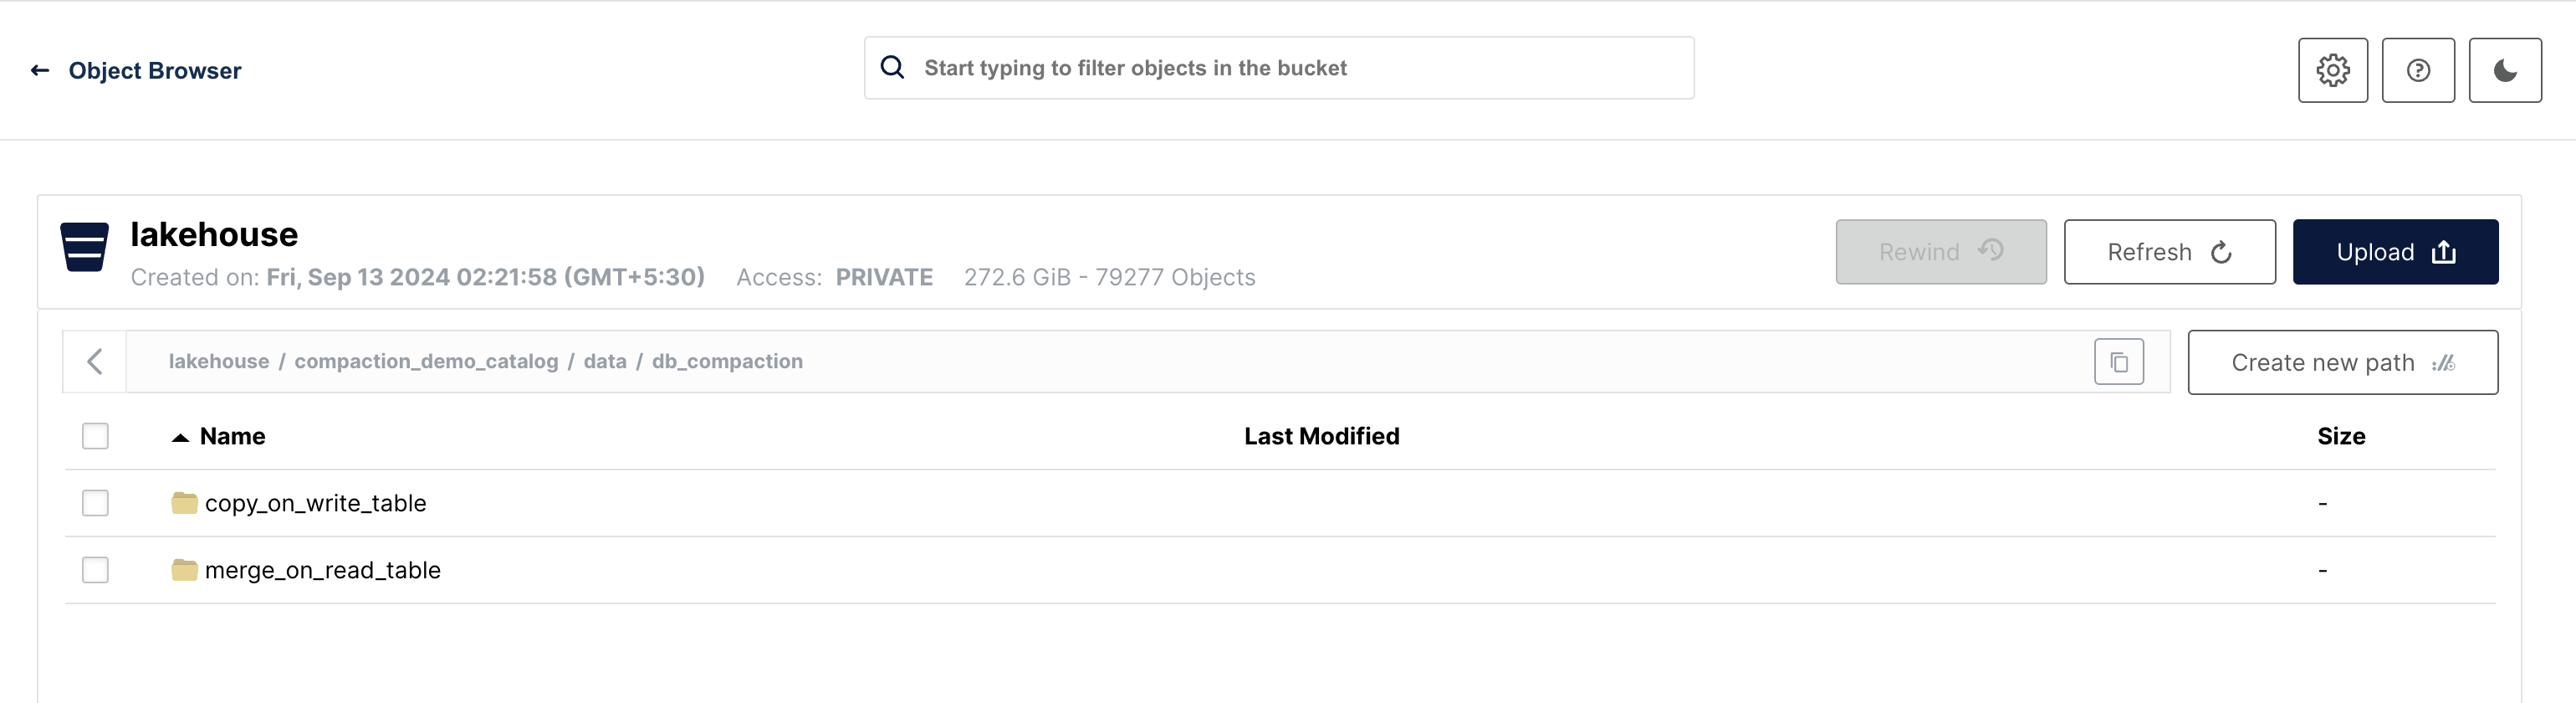 Object Browser
Start typing to filter objects in the bucket
lakehouse
Created on: Fri, Sep 13 2024 02:21:58 (GMT+5:30) Access: PRIVATE 272.6 GiB - 79277 Objects
Rewind Refresh Upload
lakehouse / compaction_demo_catalog / data / db_compaction
Create new path
Name Last Modified Size
copy_on_write_table -
merge_on_read_table -